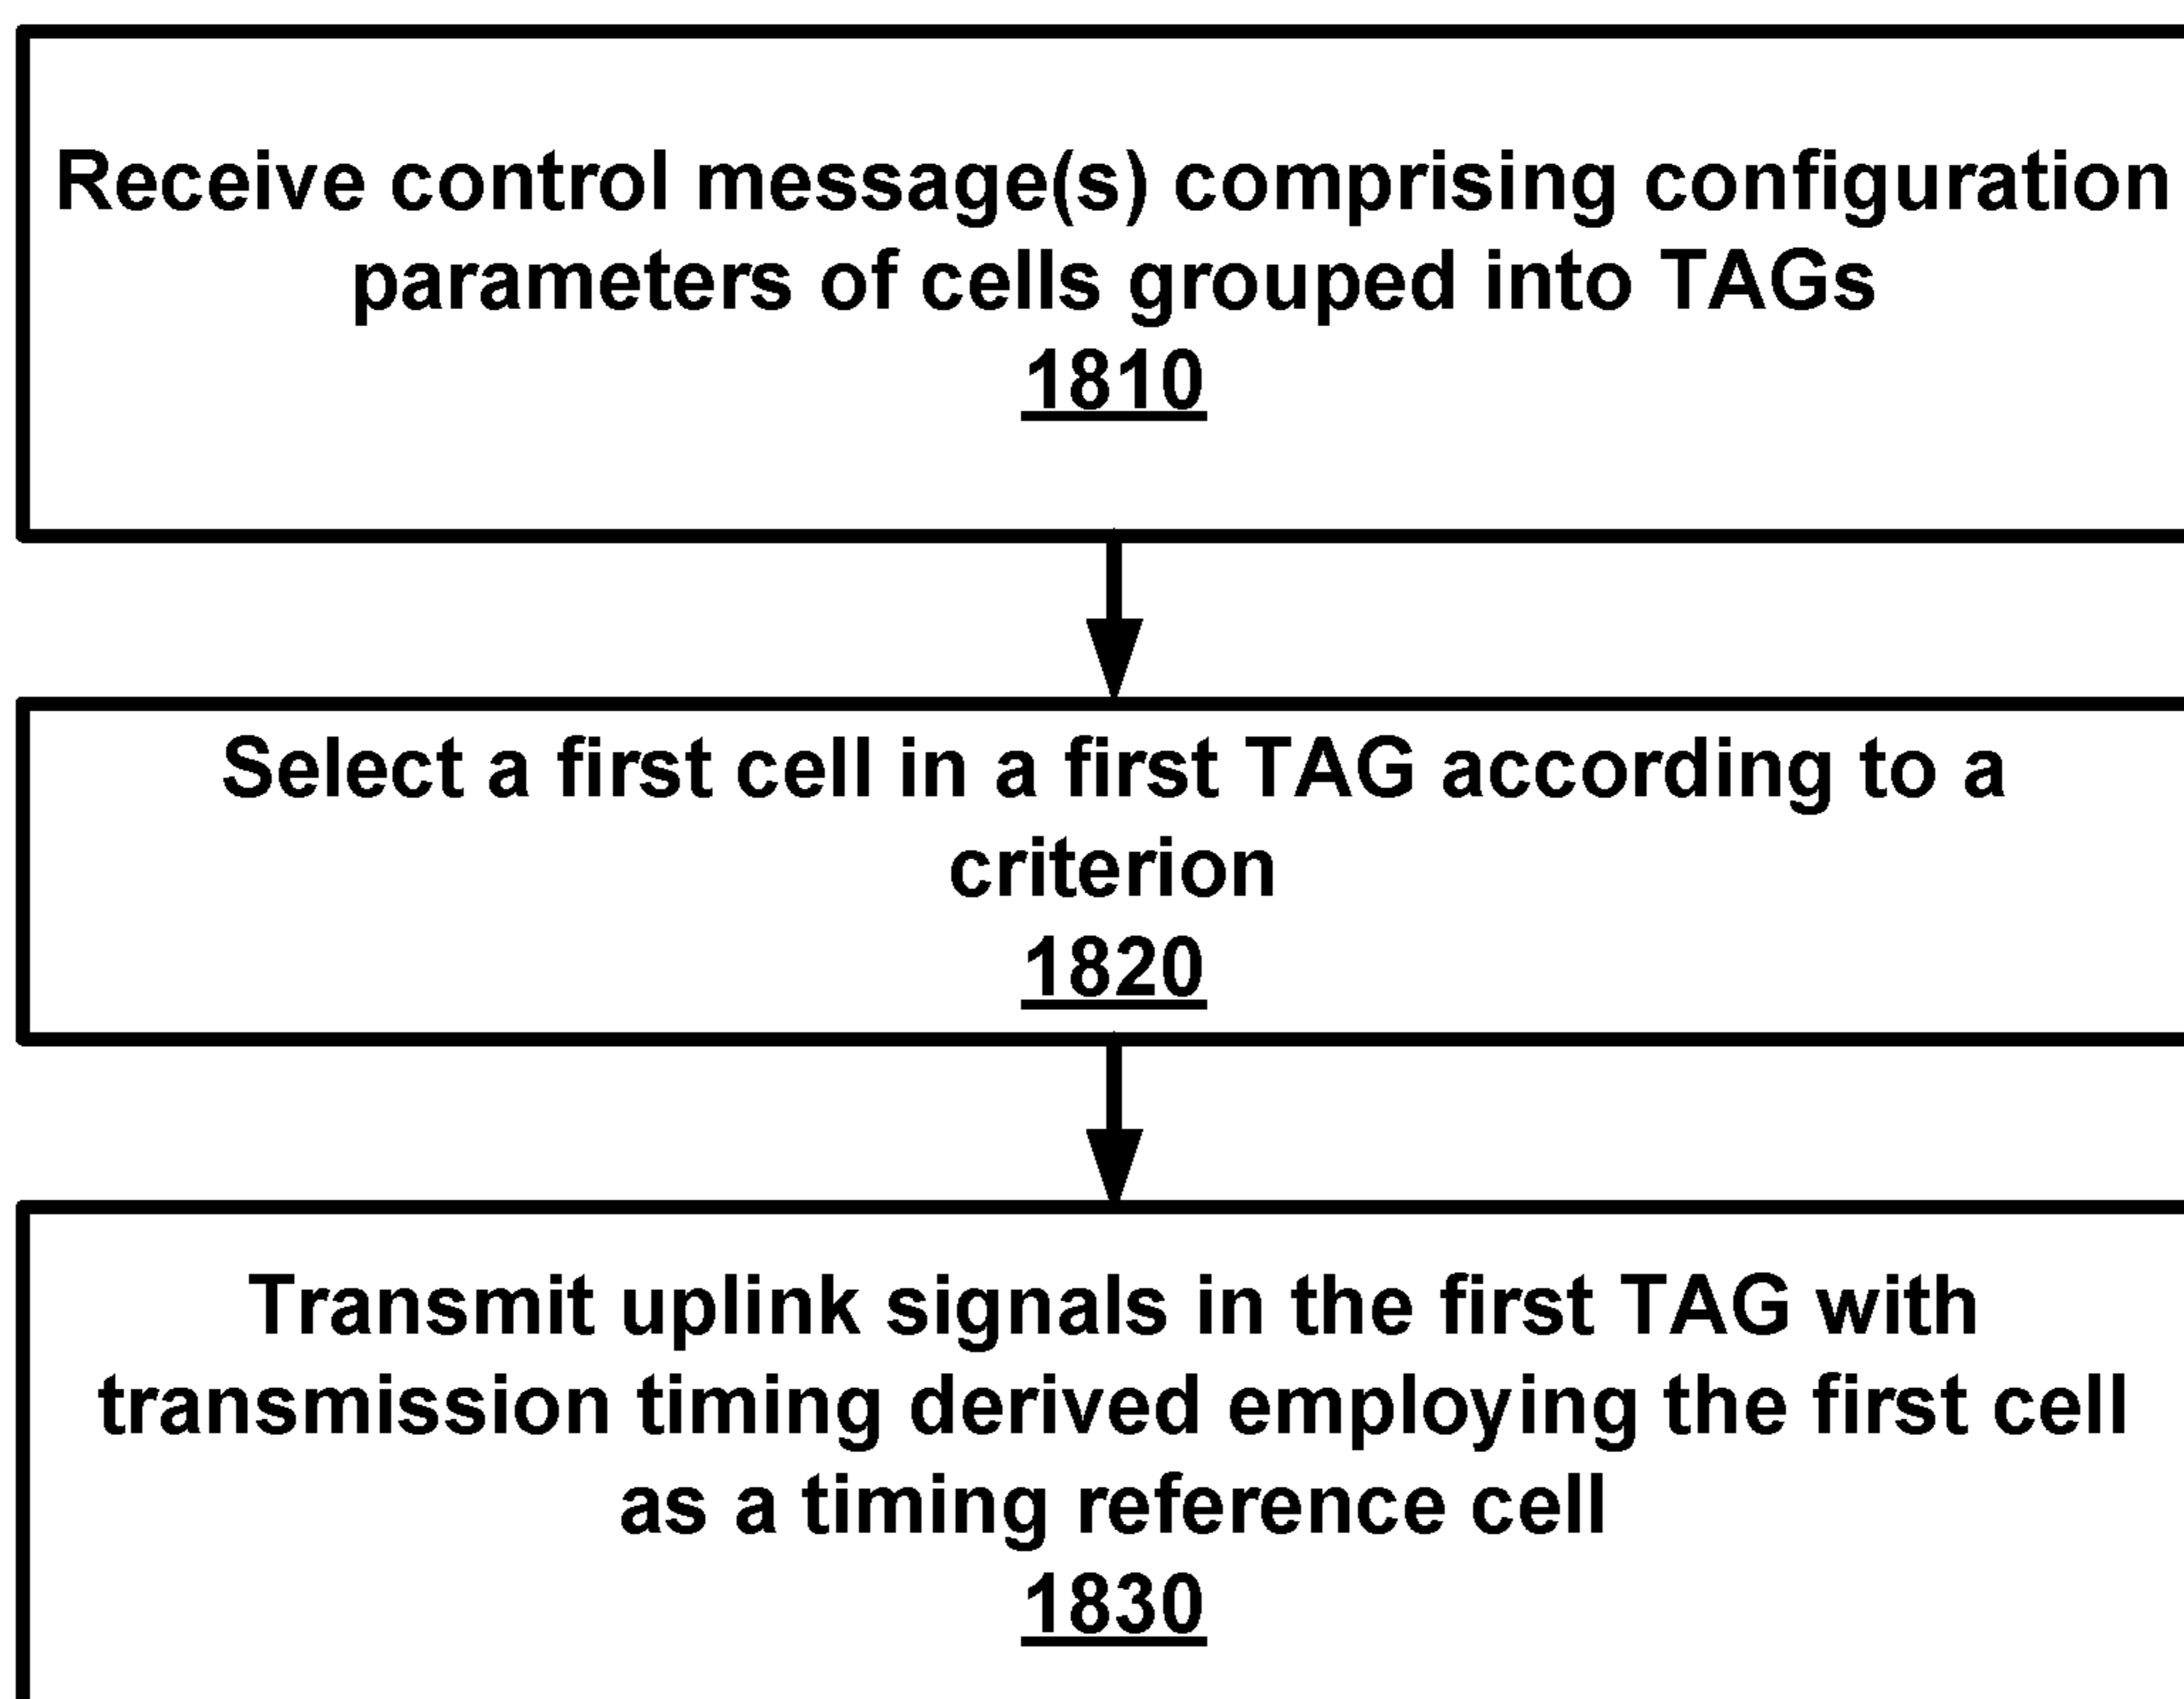 Receive control message(s) comprising configuration
parameters of cells grouped into TAGs
1810
Select a first cell in a first TAG according to a
criterion
1820
Transmit uplink signals in the first TAG with
transmission timing derived employing the first cell
as a timing reference cell
1830